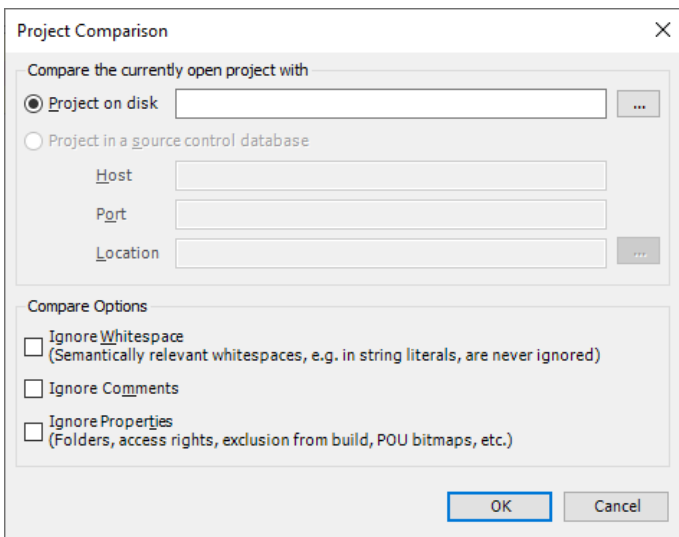 Project Comparison
Compare the currently open project with
Project on disk
...
Project in a source control database
Host
Port
Location
...
Compare Options
Ignore Whitespace
(Semantically relevant whitespaces, e.g. in string literals, are never ignored)
Ignore Comments
Ignore Properties
(Folders, access rights, exclusion from build, POU bitmaps, etc.)
OK Cancel